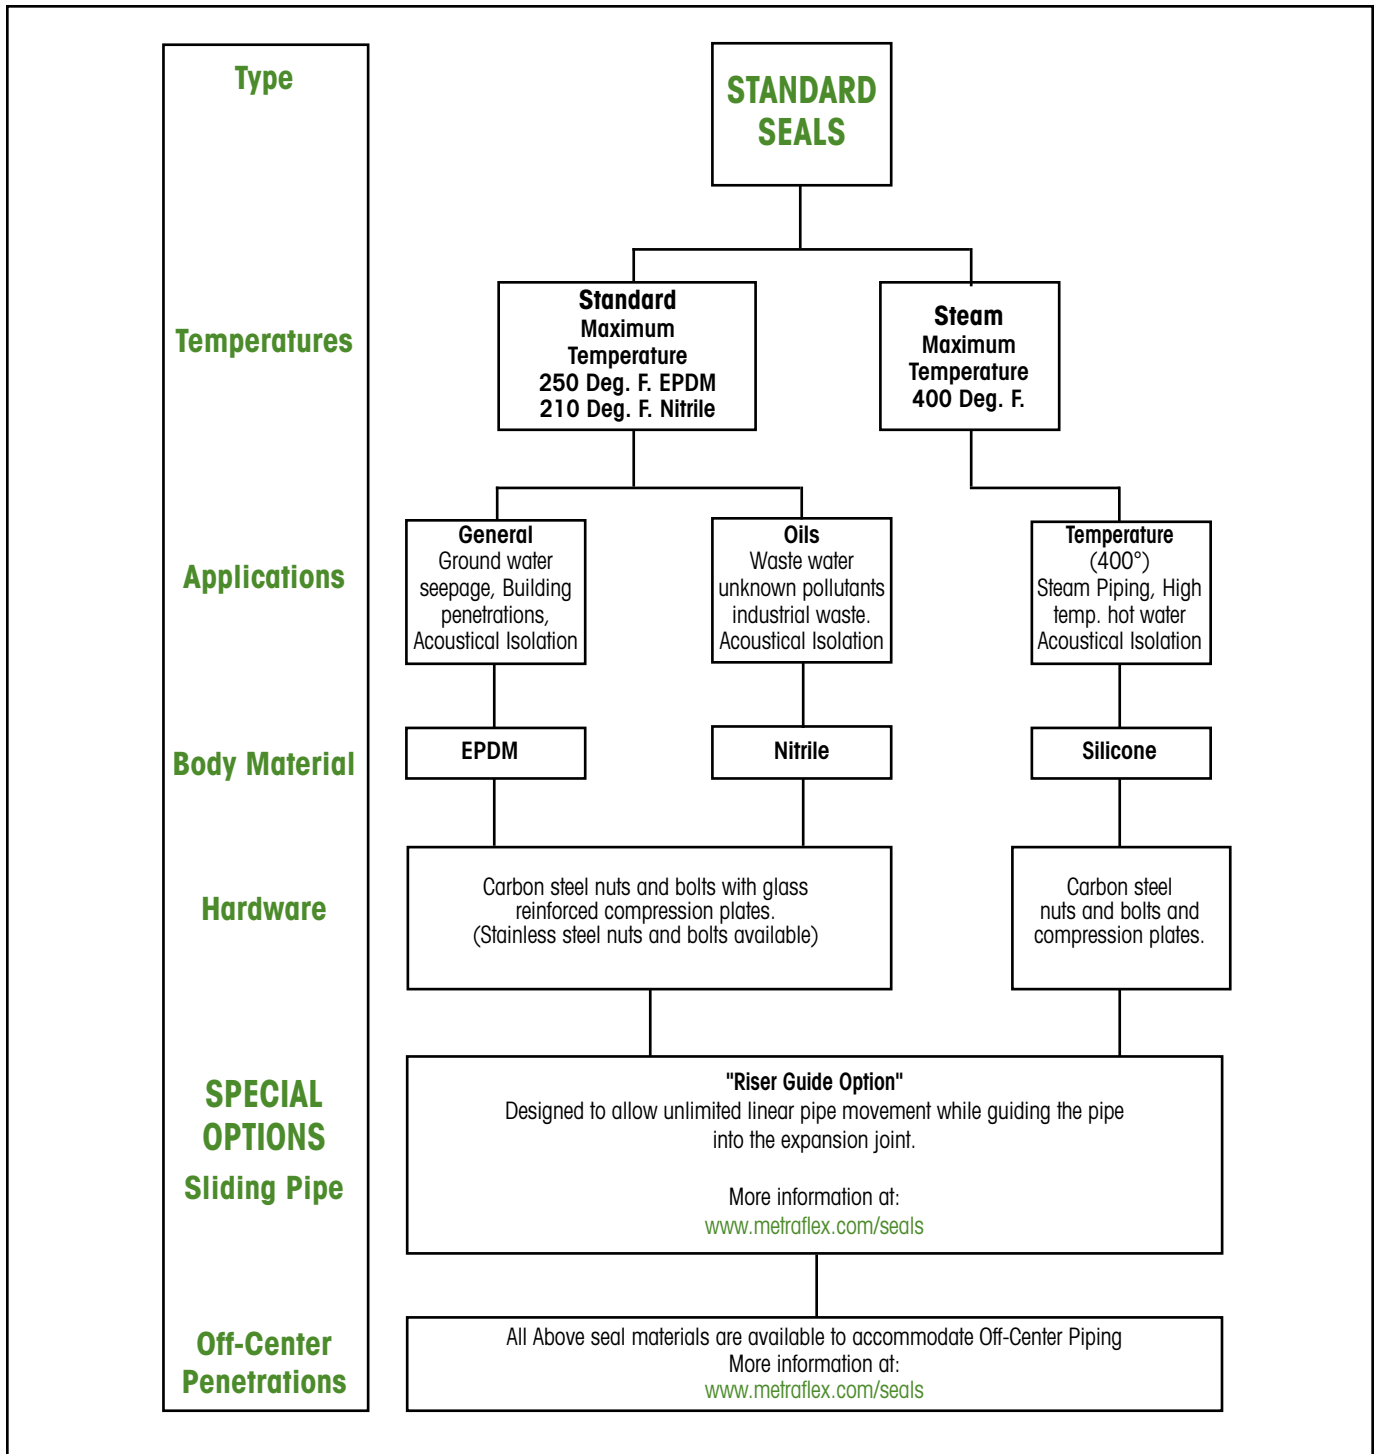 Type
STANDARD
SEALS
Temperatures
Standard
Maximum
Temperature
250 Deg. F. EPDM
210 Deg. F. Nitrile
Steam
Maximum
Temperature
400 Deg. F.
Applications
General
Ground water
seepage, Building
penetrations,
Acoustical Isolation
Oils
Waste water
unknown pollutants
industrial waste.
Acoustical Isolation
Temperature
(400°)
Steam Piping, High
temp. hot water
Acoustical Isolation
Body Material
EPDM
Nitrile
Silicone
Hardware
Carbon steel nuts and bolts with glass
reinforced compression plates.
(Stainless steel nuts and bolts available)
Carbon steel
nuts and bolts and
compression plates.
SPECIAL
OPTIONS
Sliding Pipe
"Riser Guide Option"
Designed to allow unlimited linear pipe movement while guiding the pipe
into the expansion joint.
More information at:
www.metraflex.com/seals
Off-Center
Penetrations
All Above seal materials are available to accommodate Off-Center Piping
More information at:
www.metraflex.com/seals